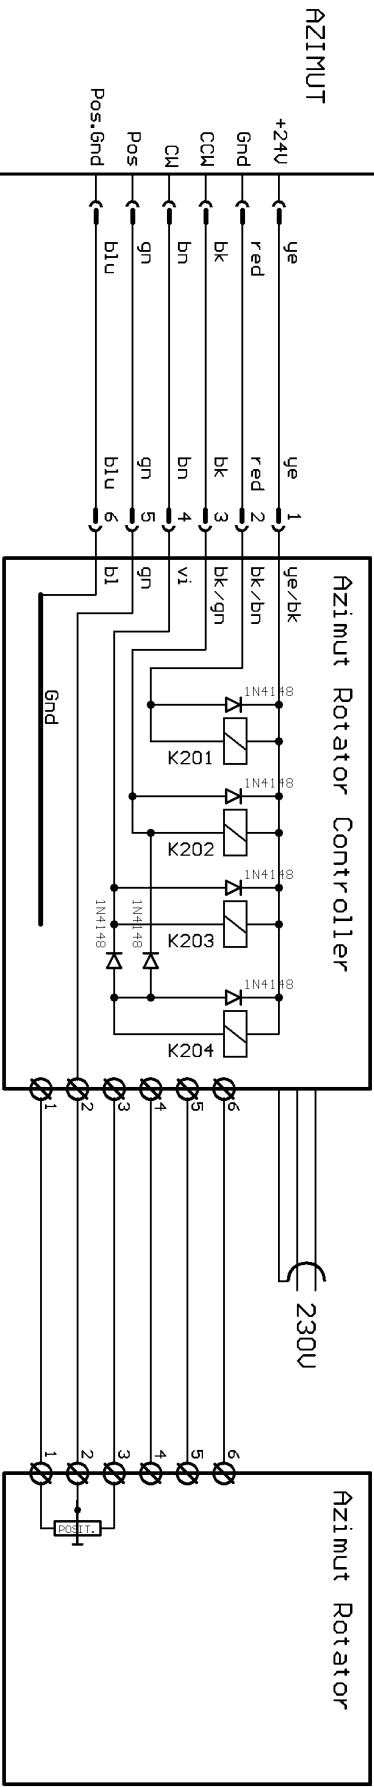 AZIMUT
Azimut Rotator Controller
Azimut Rotator
230V
+24V ye ye 1 ye/bk
Gnd red red 2 bk/bn
CCW bk bk 3 bk/gn
CW bn bn 4 vi
Pos gn gn 5 gn
Pos.Gnd blu blu 6 bl
1N4148
1N4148
1N4148
1N4148
K201
K202
K203
K204
1N4148
1N4148
Gnd
6
5
4
3
2
1
6
5
4
3
2
1
POSIT.